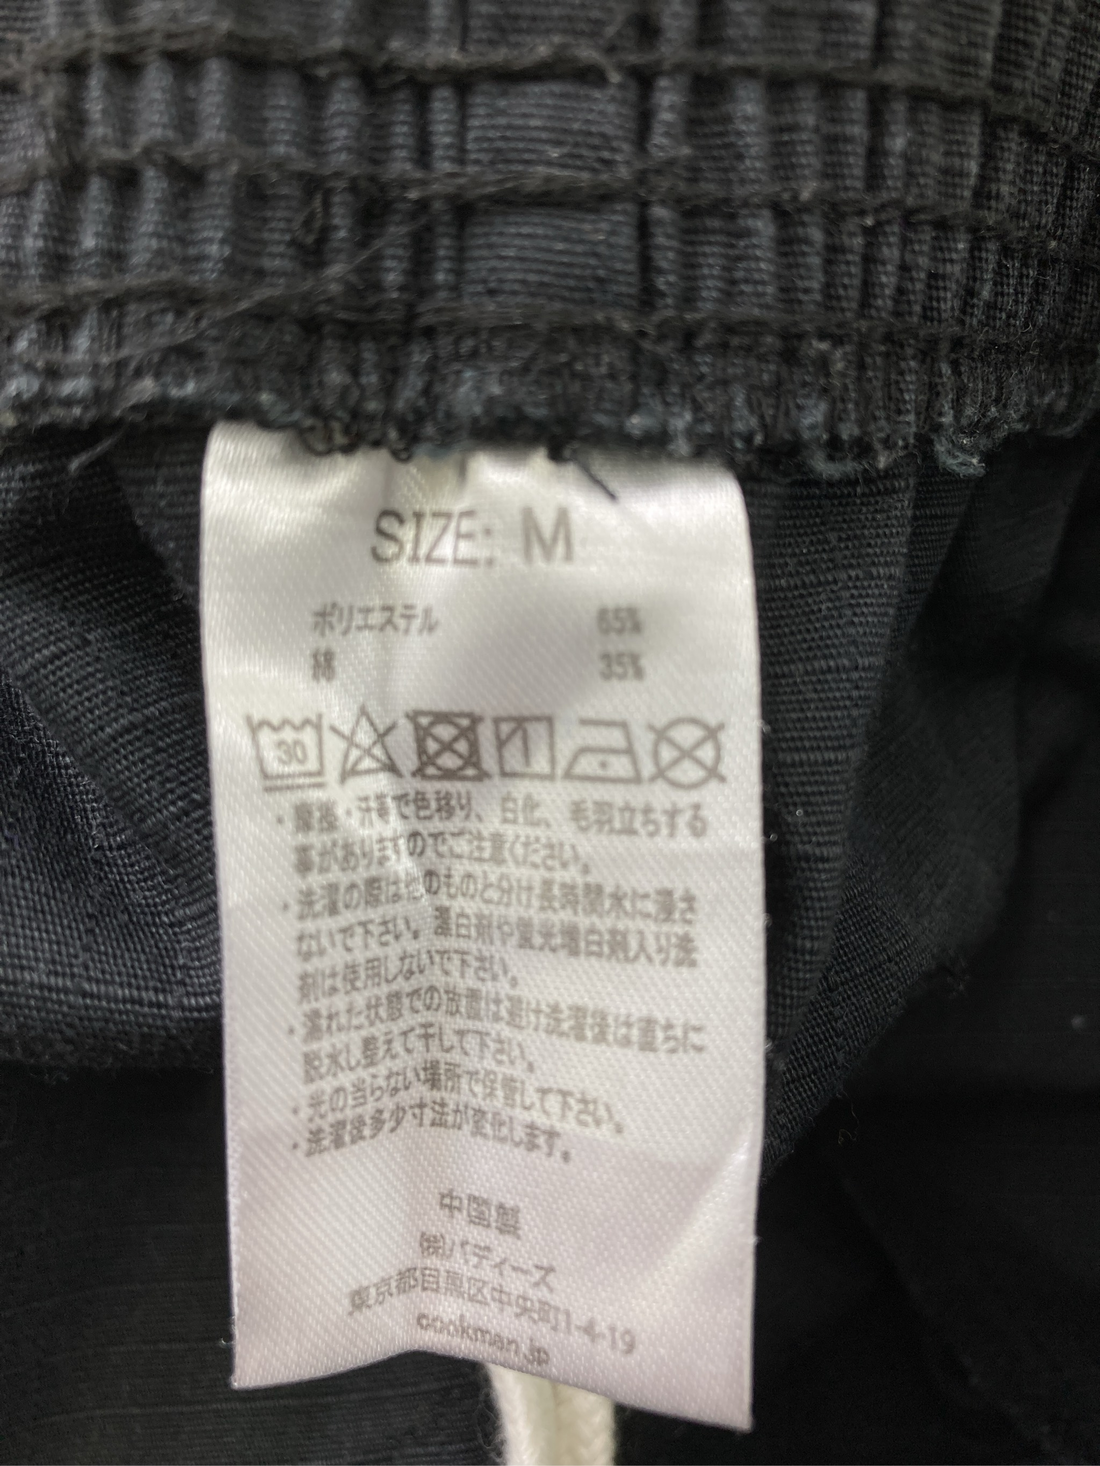 SIZE: M
ポリエステル 65%
綿 35%
30
・摩擦・汗等で色移り、白化、毛羽立ちする
事がありますのでご注意ください。
・洗濯の際は他のものと分け長時間水に浸さ
ないで下さい。漂白剤や蛍光増白剤入り洗
剤は使用しないで下さい。
・濡れた状態での放置は避け洗濯後は直ちに
脱水し整えて干して下さい。
・光の当らない場所で保管して下さい。
・洗濯後多少寸法が変化します。
中国製
㈱バディーズ
東京都目黒区中央町1-4-19
cookman.jp